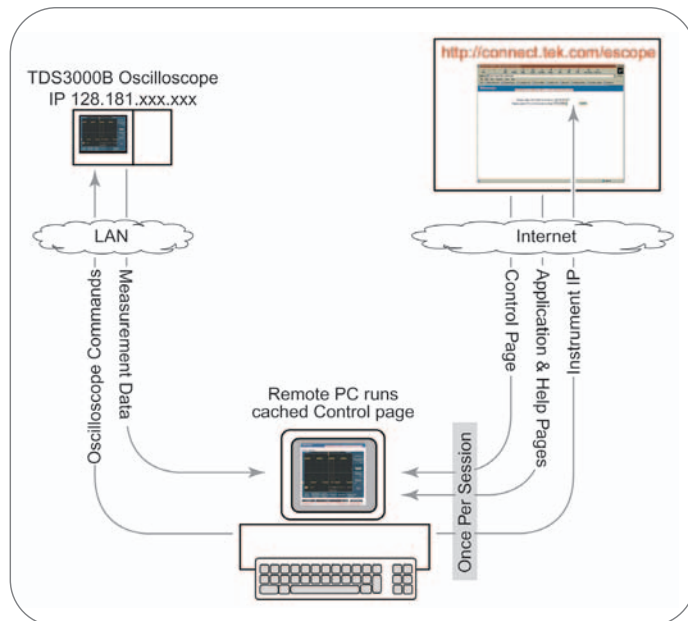 http://connect.tek.com/escope
TDS3000B Oscilloscope
IP 128.181.xxx.xxx
LAN
Internet
Oscilloscope Commands
Measurement Data
Control Page
Application & Help Pages
Instrument IP
Remote PC runs
cached Control page
Once Per Session